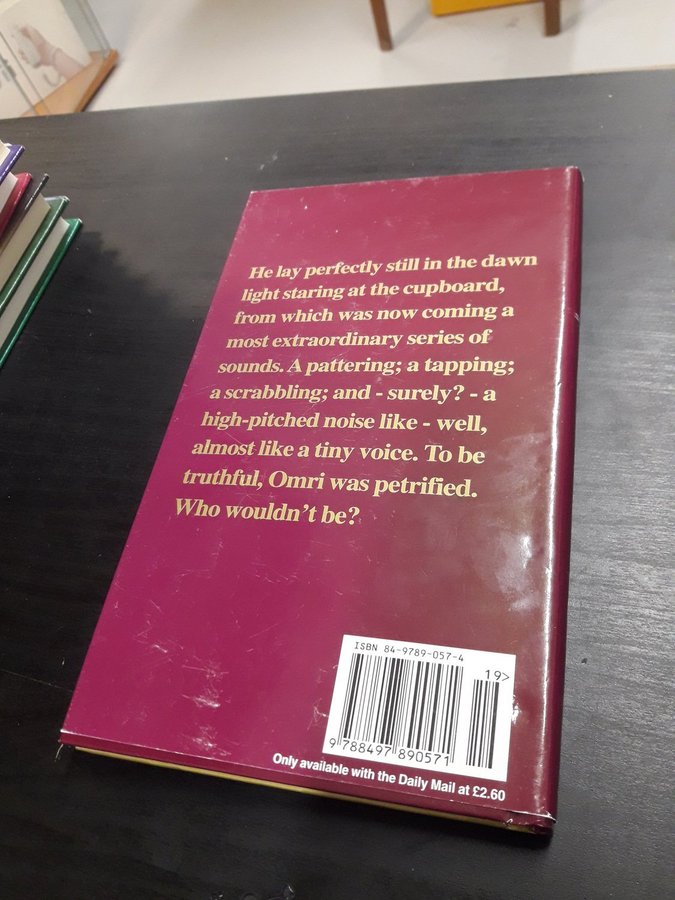 He lay perfectly still in the dawn
light staring at the cupboard,
from which was now coming a
most extraordinary series of
sounds. A pattering; a tapping;
a scrabbling; and - surely? - a
high-pitched noise like - well,
almost like a tiny voice. To be
truthful, Omri was petrified.
Who wouldn't be?
ISBN 84-9789-057-4
19>
9 788497 890571
Only available with the Daily Mail at £2.60